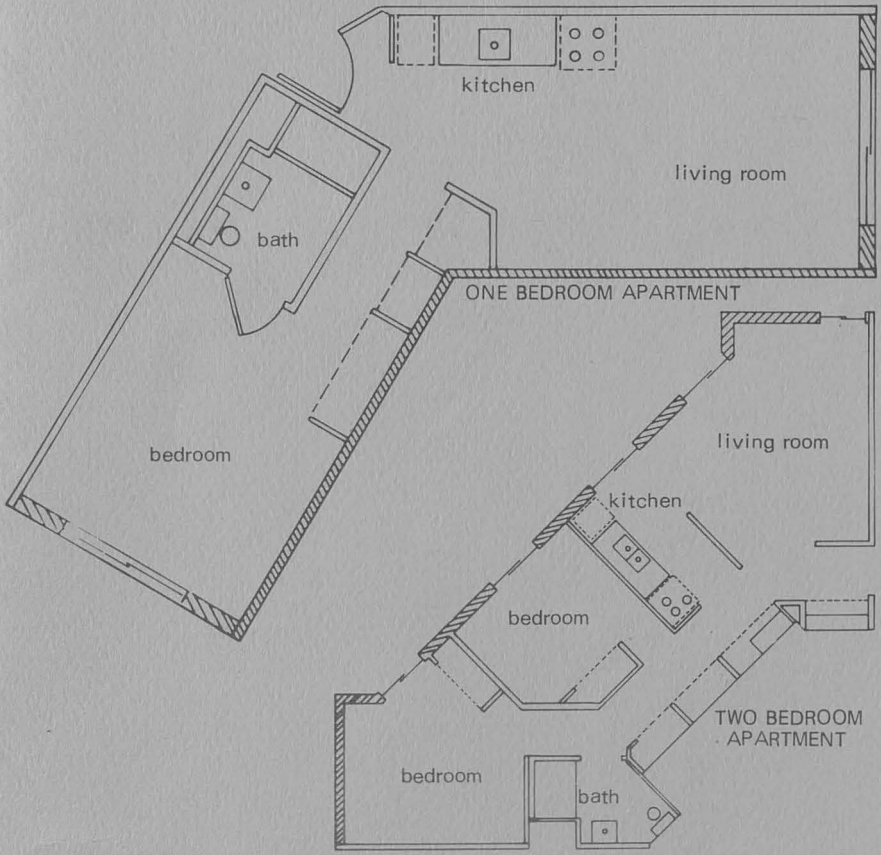 kitchen
living room
bath
ONE BEDROOM APARTMENT
bedroom
living room
kitchen
bedroom
TWO BEDROOM
APARTMENT
bedroom
bath